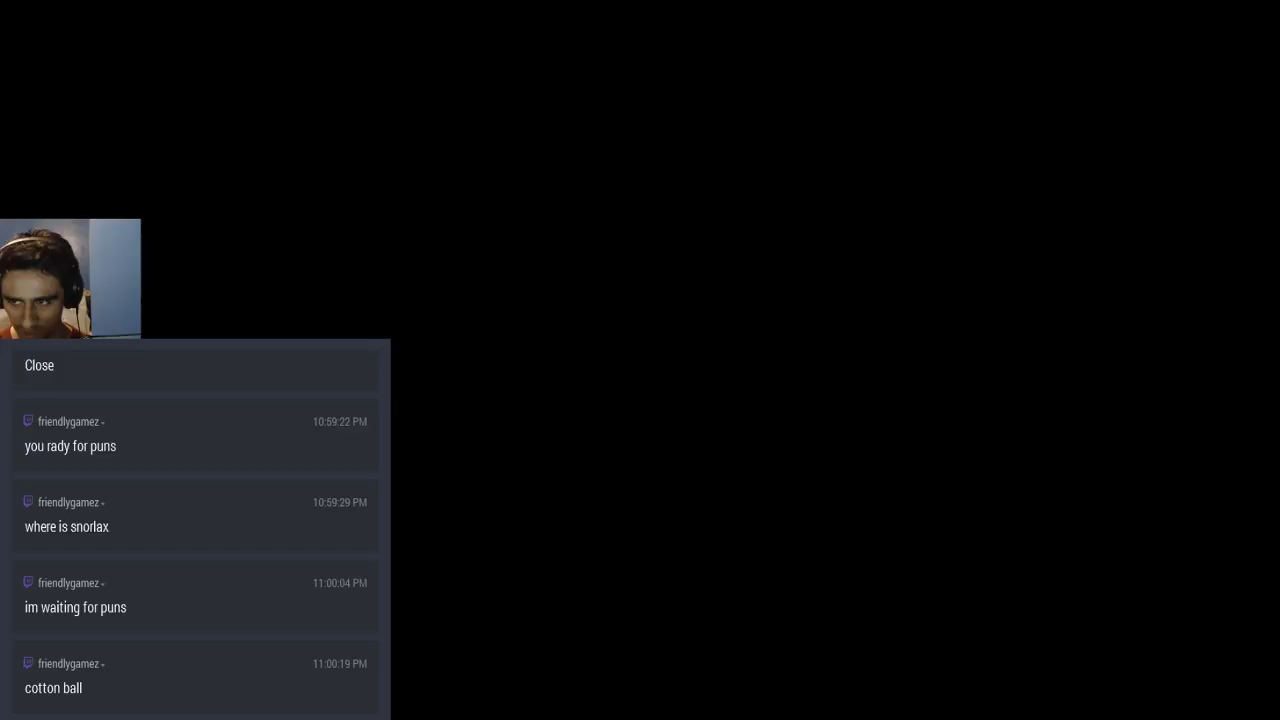 Close
friendlygamez 10:59:22 PM
you rady for puns
friendlygamez 10:59:29 PM
where is snorlax
friendlygamez 11:00:04 PM
im waiting for puns
friendlygamez 11:00:19 PM
cotton ball